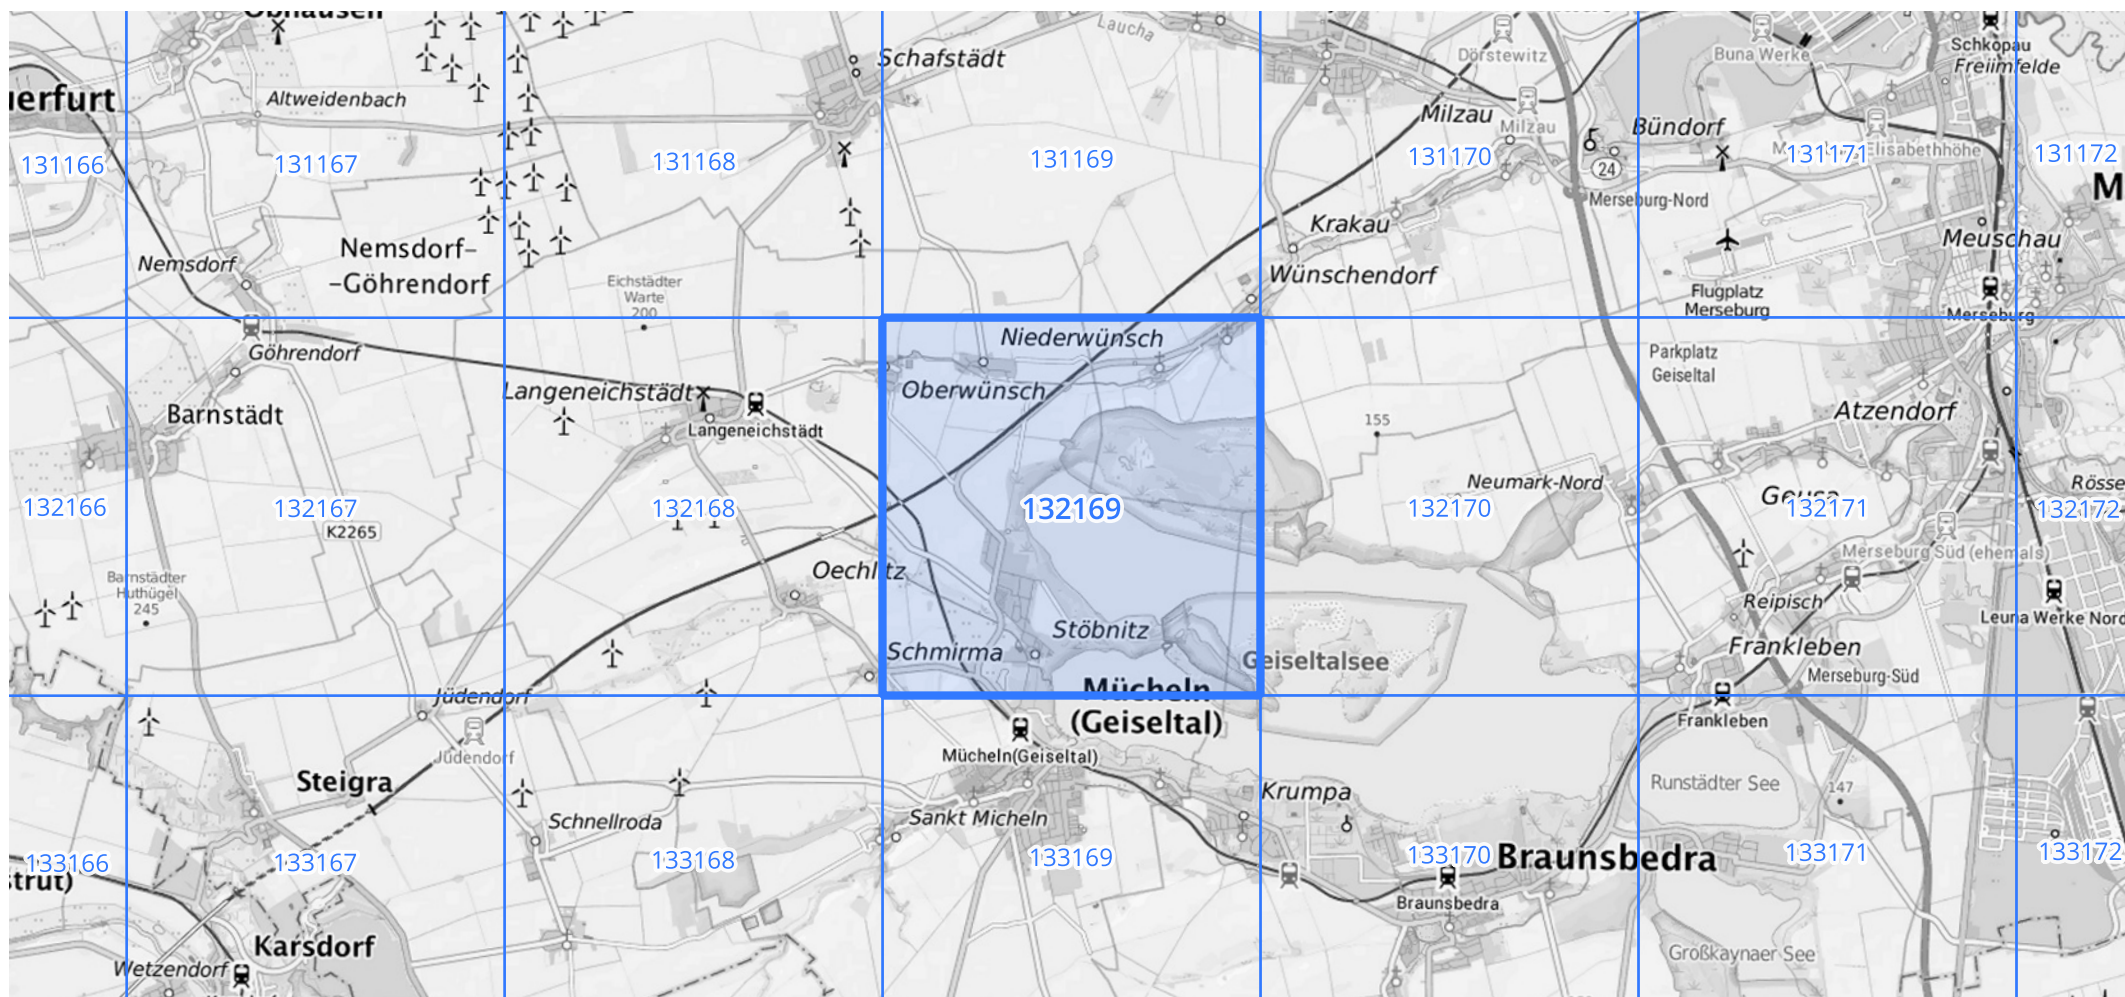 Obhausen
Schafstädt
Laucha
Dörstewitz
Buna Werke
Schkopau
Freiimfelde
Altweidenbach
Milzau
Milzau
Bündorf
Elisabethhöhe
131166
131167
131168
131169
131170
131171
131172
24
Merseburg-Nord
Nemsdorf
Nemsdorf-
-Göhrendorf
Krakau
Wünschendorf
Meuschau
Eichstädter
Warte
200
Flugplatz
Merseburg
Merseburg
Göhrendorf
Niederwünsch
Parkplatz
Geiseltal
Langeneichstädt
Langeneichstädt
Oberwünsch
Barnstädt
155
Atzendorf
Neumark-Nord
Geusa
132166
132167
132168
132169
132170
132171
132172
K2265
Merseburg Süd (ehemals)
Barnstädter
Huthügel
245
Oechlitz
Reipisch
Leuna Werke Nord
Stöbnitz
Schmirma
Geiseltalsee
Frankleben
Merseburg-Süd
Jüdendorf
Jüdendorf
Mücheln
(Geiseltal)
Mücheln(Geiseltal)
Frankleben
Steigra
Runstädter See
147
Krumpa
Schnellroda
Sankt Micheln
Braunsbedra
133166
133167
133168
133169
133170
133171
133172
Braunsbedra
Karsdorf
Wetzendorf
Großkaynaer See